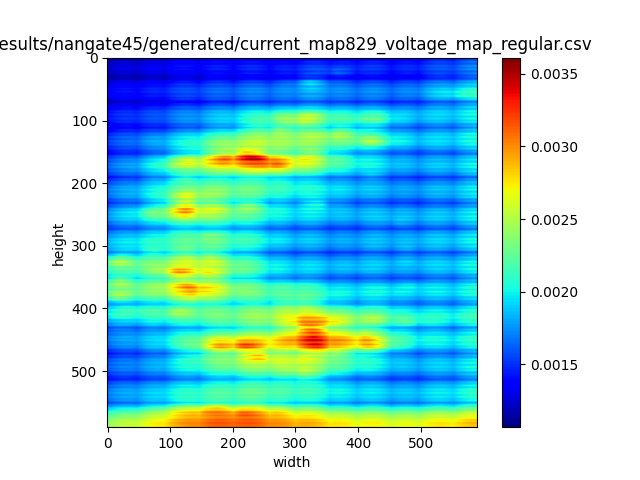 esults/nangate45/generated/current_map829_voltage_map_regular.csv
0
100
200
300
400
500
height
0 100 200 300 400 500
width
0.0035
0.0030
0.0025
0.0020
0.0015